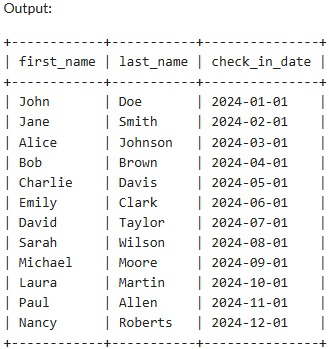 Output:
+------------+-----------+---------------+
| first_name | last_name | check_in_date |
+------------+-----------+---------------+
| John       | Doe       | 2024-01-01    |
| Jane       | Smith     | 2024-02-01    |
| Alice      | Johnson   | 2024-03-01    |
| Bob        | Brown     | 2024-04-01    |
| Charlie    | Davis     | 2024-05-01    |
| Emily      | Clark     | 2024-06-01    |
| David      | Taylor    | 2024-07-01    |
| Sarah      | Wilson    | 2024-08-01    |
| Michael    | Moore     | 2024-09-01    |
| Laura      | Martin    | 2024-10-01    |
| Paul       | Allen     | 2024-11-01    |
| Nancy      | Roberts   | 2024-12-01    |
+------------+-----------+---------------+